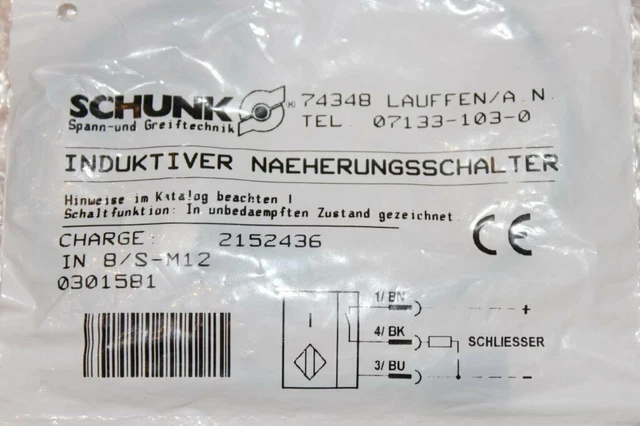 SCHUNK ® 74348 LAUFFEN/A.N.
Spann-und Greiftechnik TEL. 07133-103-0
INDUKTIVER NAEHERUNGSSCHALTER
Hinweise im Katalog beachten !
Schaltfunktion: In unbedaempften Zustand gezeichnet
CHARGE: 2152436 CE
IN 8/S-M12
0301581
1/ BN +
4/ BK SCHLIESSER
3/ BU -